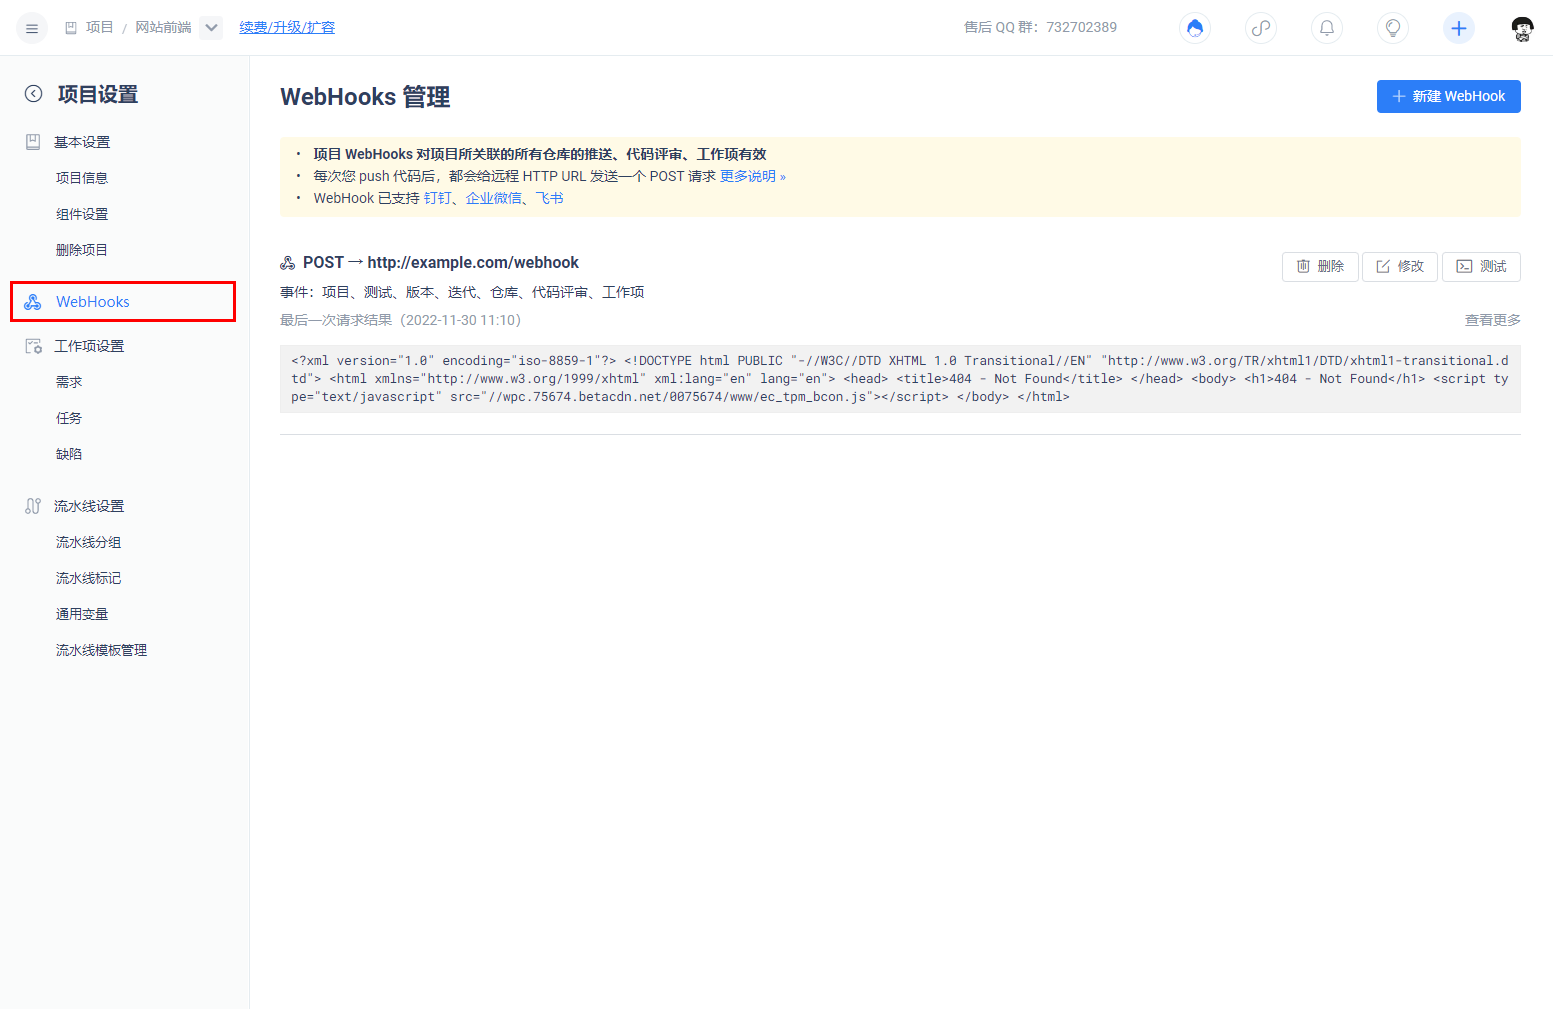 项目 / 网站前端 续费/升级/扩容 售后 QQ 群：732702389
项目设置
基本设置
项目信息
组件设置
删除项目
WebHooks
工作项设置
需求
任务
缺陷
流水线设置
流水线分组
流水线标记
通用变量
流水线模板管理
WebHooks 管理
新建 WebHook
• 项目 WebHooks 对项目所关联的所有仓库的推送、代码评审、工作项有效
• 每次您 push 代码后，都会给远程 HTTP URL 发送一个 POST 请求 更多说明 »
• WebHook 已支持 钉钉、企业微信、飞书
POST → http://example.com/webhook
删除 修改 测试
事件：项目、测试、版本、迭代、仓库、代码评审、工作项
最后一次请求结果（2022-11-30 11:10） 查看更多
<?xml version="1.0" encoding="iso-8859-1"?> <!DOCTYPE html PUBLIC "-//W3C//DTD XHTML 1.0 Transitional//EN" "http://www.w3.org/TR/xhtml1/DTD/xhtml1-transitional.d
td"> <html xmlns="http://www.w3.org/1999/xhtml" xml:lang="en" lang="en"> <head> <title>404 - Not Found</title> </head> <body> <h1>404 - Not Found</h1> <script ty
pe="text/javascript" src="//wpc.75674.betacdn.net/0075674/www/ec_tpm_bcon.js"></script> </body> </html>